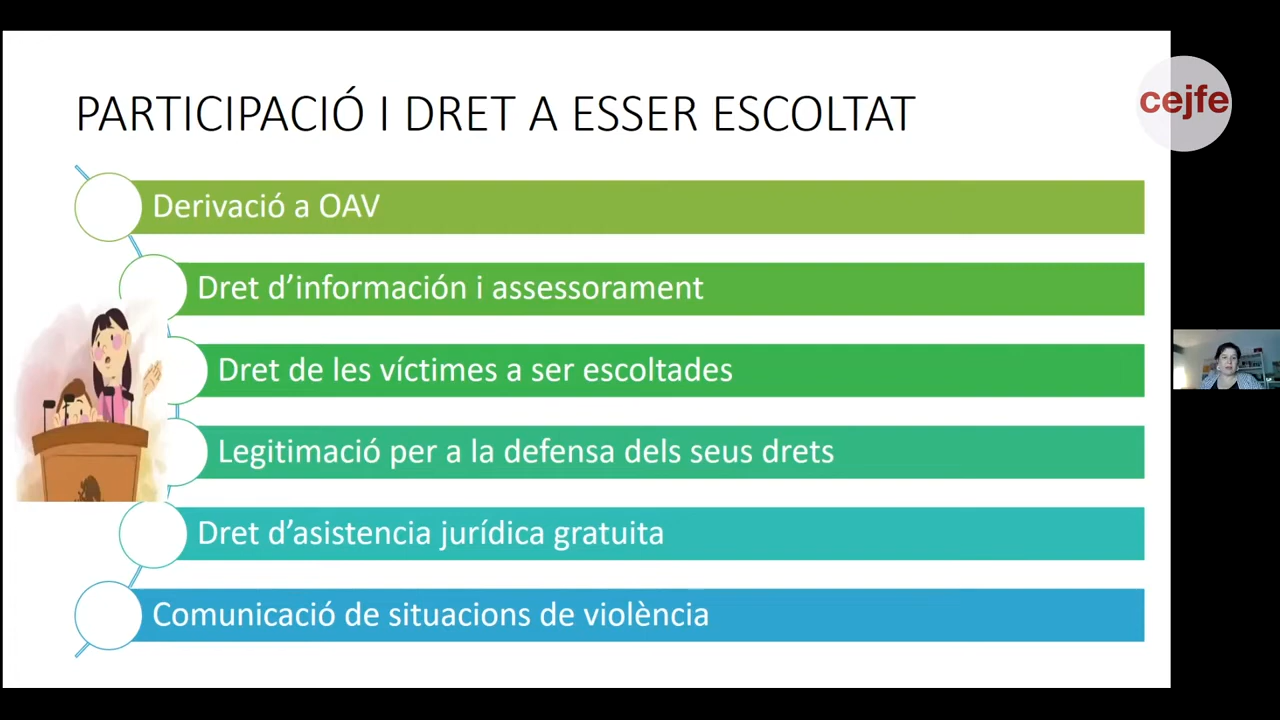 PARTICIPACIÓ I DRET A ESSER ESCOLTAT
cejfe
Derivació a OAV
Dret d’información i assessorament
Dret de les víctimes a ser escoltades
Legitimació per a la defensa dels seus drets
Dret d’asistencia jurídica gratuita
Comunicació de situacions de violència